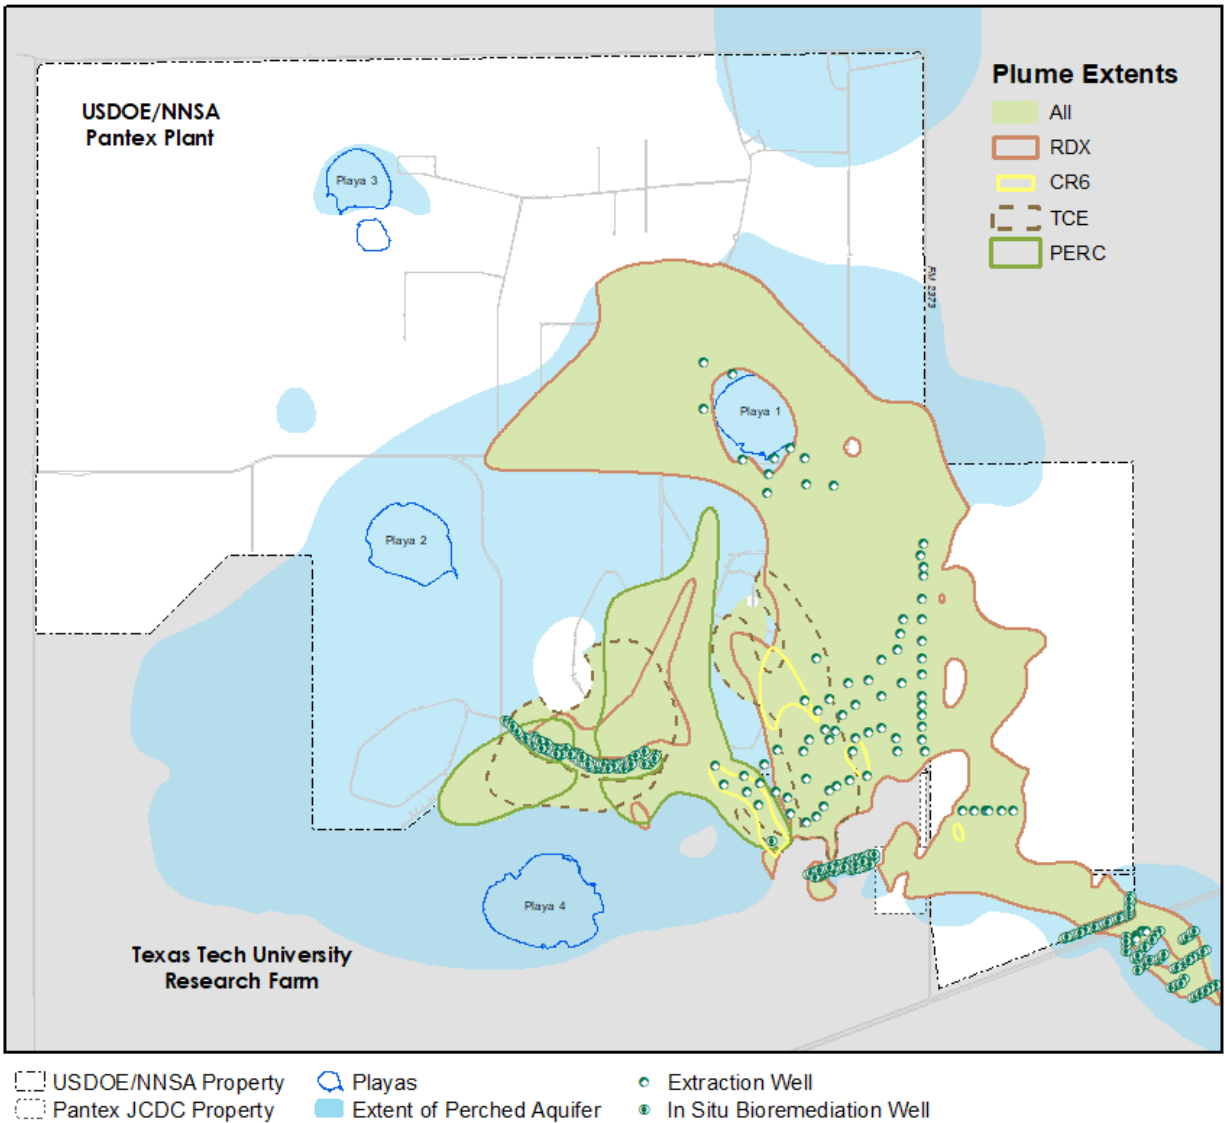 USDOE/NNSA
Pantex Plant
Plume Extents
All
RDX
CR6
TCE
PERC
Playa 3
FM 2373
Playa 1
Playa 2
Playa 4
Texas Tech University
Research Farm
USDOE/NNSA Property
Playas
Extraction Well
Pantex JCDC Property
Extent of Perched Aquifer
In Situ Bioremediation Well